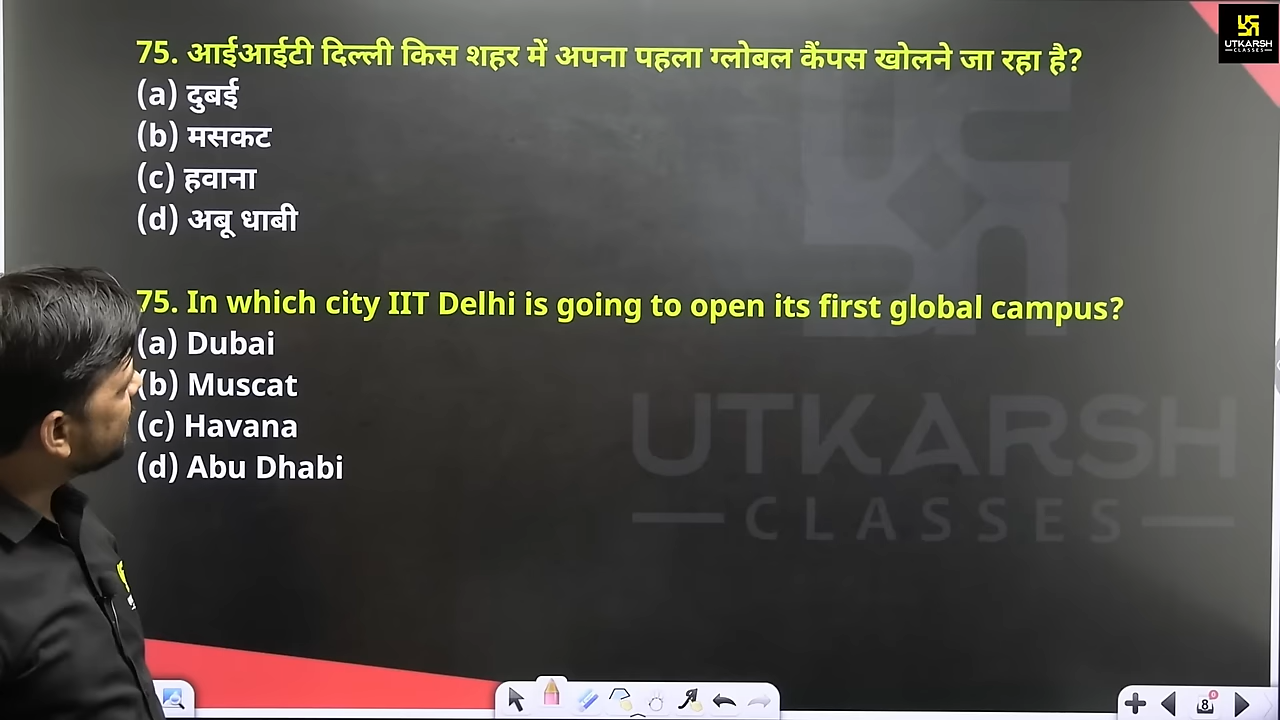 UTKARSH
CLASSES
75. आईआईटी दिल्ली किस शहर में अपना पहला ग्लोबल कैंपस खोलने जा रहा है?
(a) दुबई
(b) मसकट
(c) हवाना
(d) अबू धाबी
75. In which city IIT Delhi is going to open its first global campus?
(a) Dubai
(b) Muscat
(c) Havana
(d) Abu Dhabi
UTKARSH
CLASSES
8